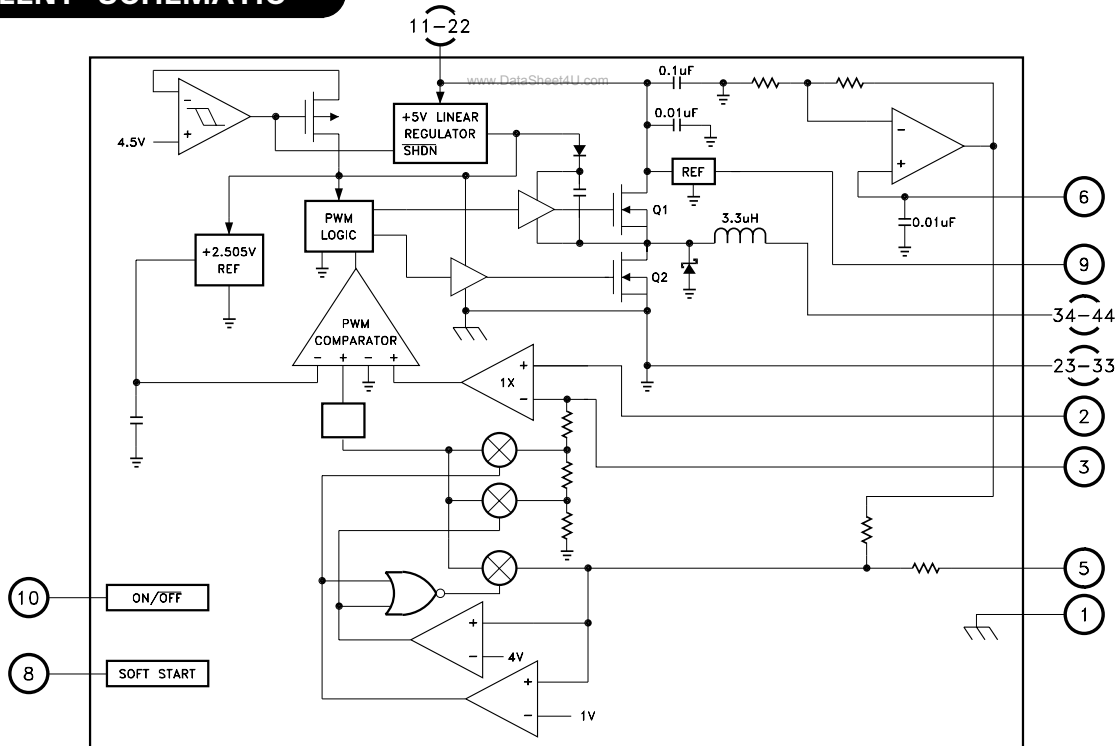 SCHEMATIC
11-22
www.DataSheet4U.com
0.1uF
+5V LINEAR
REGULATOR
SHDN
0.01uF
4.5V
-
+
REF
-
+
6
PWM
LOGIC
Q1
3.3uH
0.01uF
+2.505V
REF
9
Q2
34-44
PWM
COMPARATOR
- + - +
1X
+
-
23-33
2
3
5
10
ON/OFF
1
+
-
4V
8
SOFT START
+
-
1V